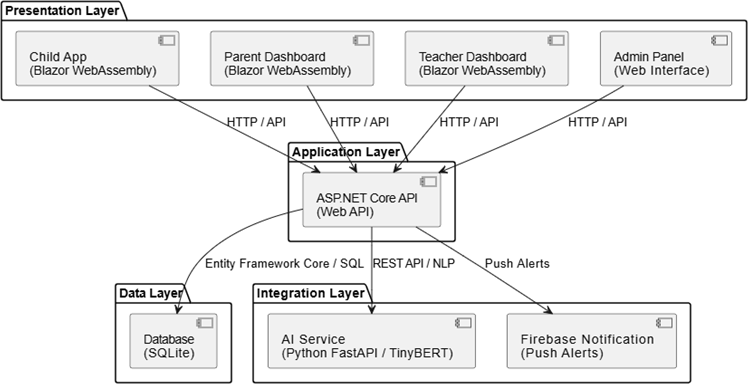 Presentation Layer
Child App
(Blazor WebAssembly)
Parent Dashboard
(Blazor WebAssembly)
Teacher Dashboard
(Blazor WebAssembly)
Admin Panel
(Web Interface)
HTTP / API
HTTP / API
HTTP / API
HTTP / API
Application Layer
ASP.NET Core API
(Web API)
Entity Framework Core / SQL
REST API / NLP
Push Alerts
Data Layer
Database
(SQLite)
Integration Layer
AI Service
(Python FastAPI / TinyBERT)
Firebase Notification
(Push Alerts)